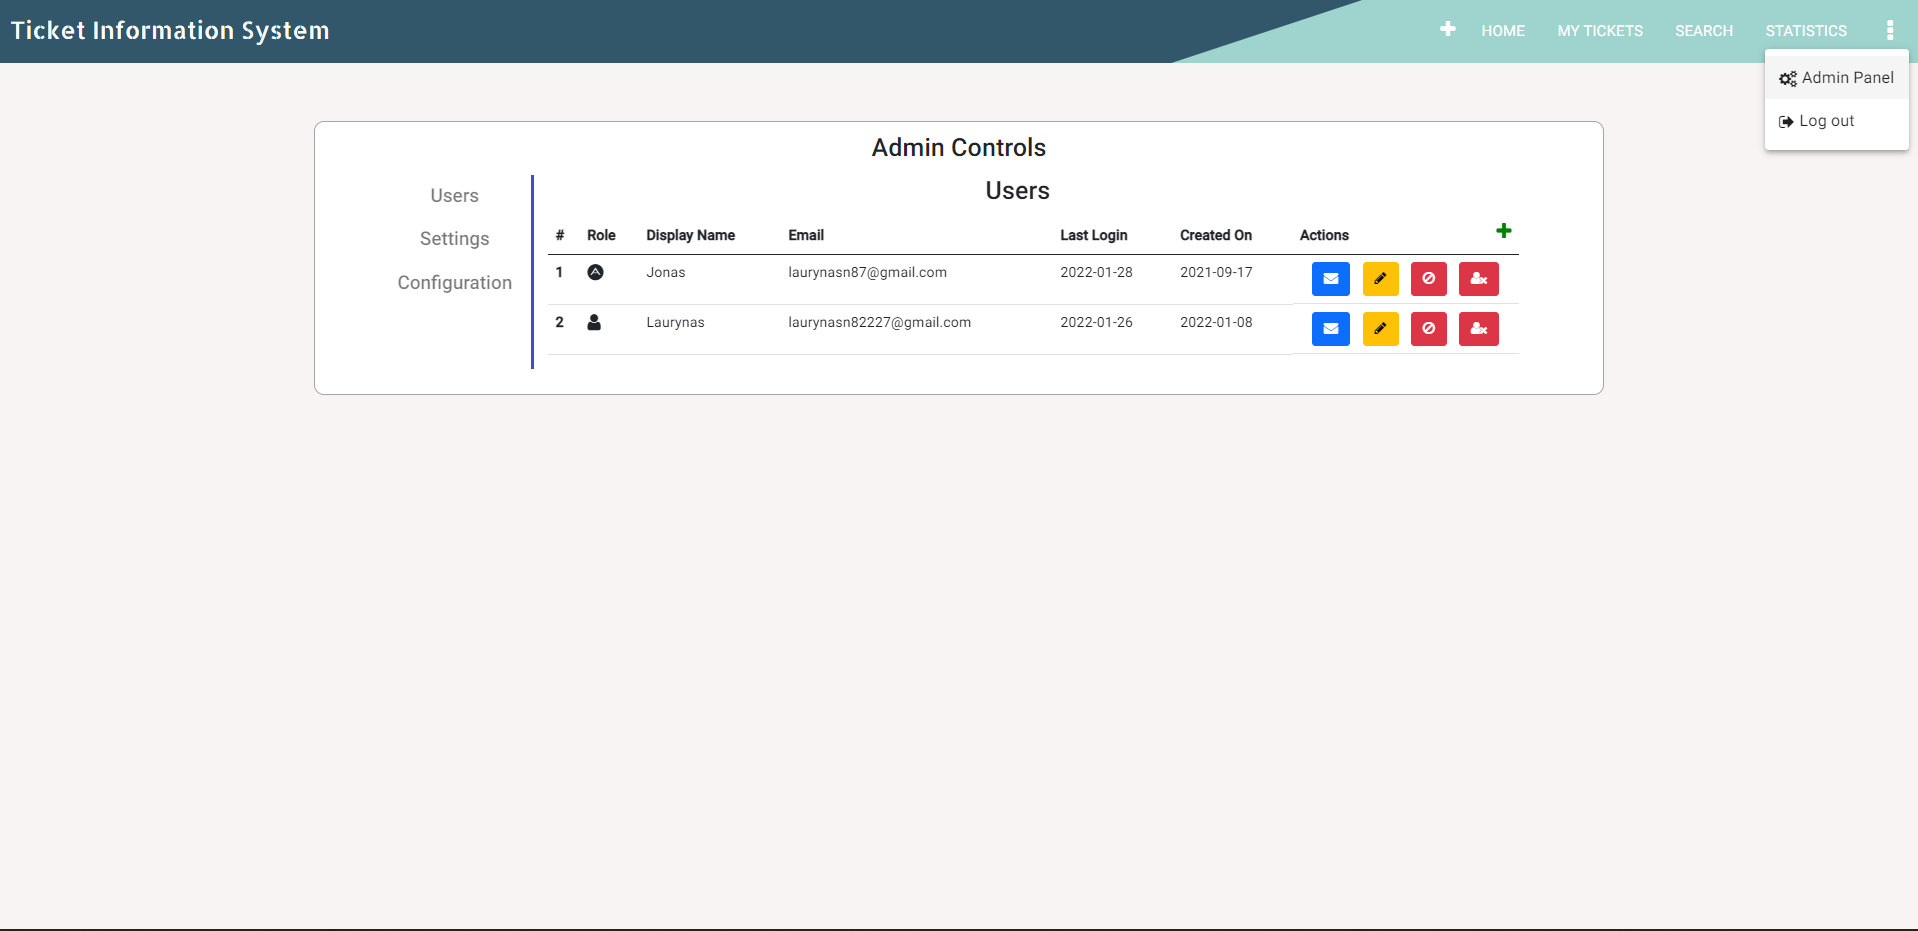 Ticket Information System
HOME MY TICKETS SEARCH STATISTICS
Admin Panel
Log out
Admin Controls
Users
Settings
Configuration
Users
# Role Display Name Email Last Login Created On Actions
1 Jonas laurynasn87@gmail.com 2022-01-28 2021-09-17
2 Laurynas laurynasn82227@gmail.com 2022-01-26 2022-01-08